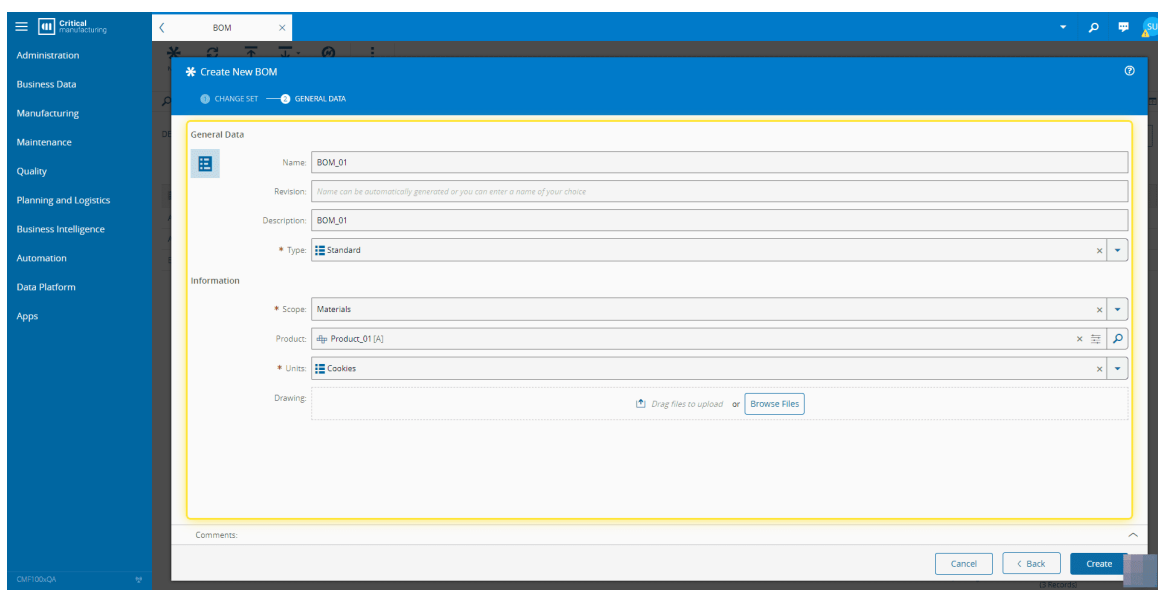 Critical
manufacturing
BOM
SU
Administration
Business Data
Manufacturing
Maintenance
Quality
Planning and Logistics
Business Intelligence
Automation
Data Platform
Apps
CMF100xQA
Create New BOM
1 CHANGE SET
2 GENERAL DATA
General Data
Name: BOM_01
Revision: Name can be automatically generated or you can enter a name of your choice
Description: BOM_01
* Type: Standard
Information
* Scope: Materials
Product: Product_01 [A]
* Units: Cookies
Drawing: Drag files to upload or Browse Files
Comments:
Cancel
Back
Create